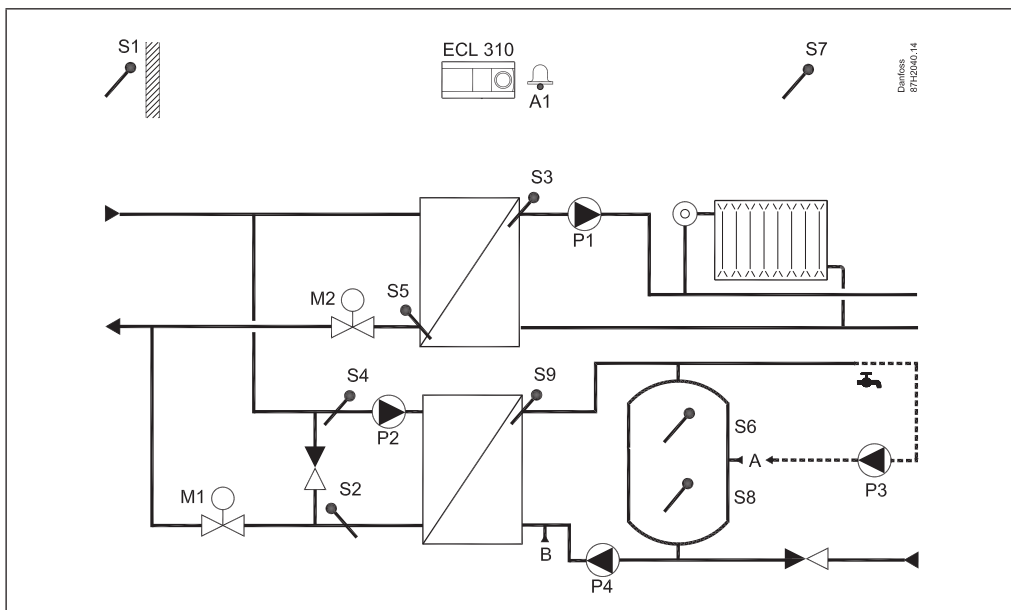 S1
ECL 310
A1
S7
Danfoss
87H2040.14
S3
P1
M2
S5
S4
P2
S9
S6
A
S8
P3
M1
S2
B
P4